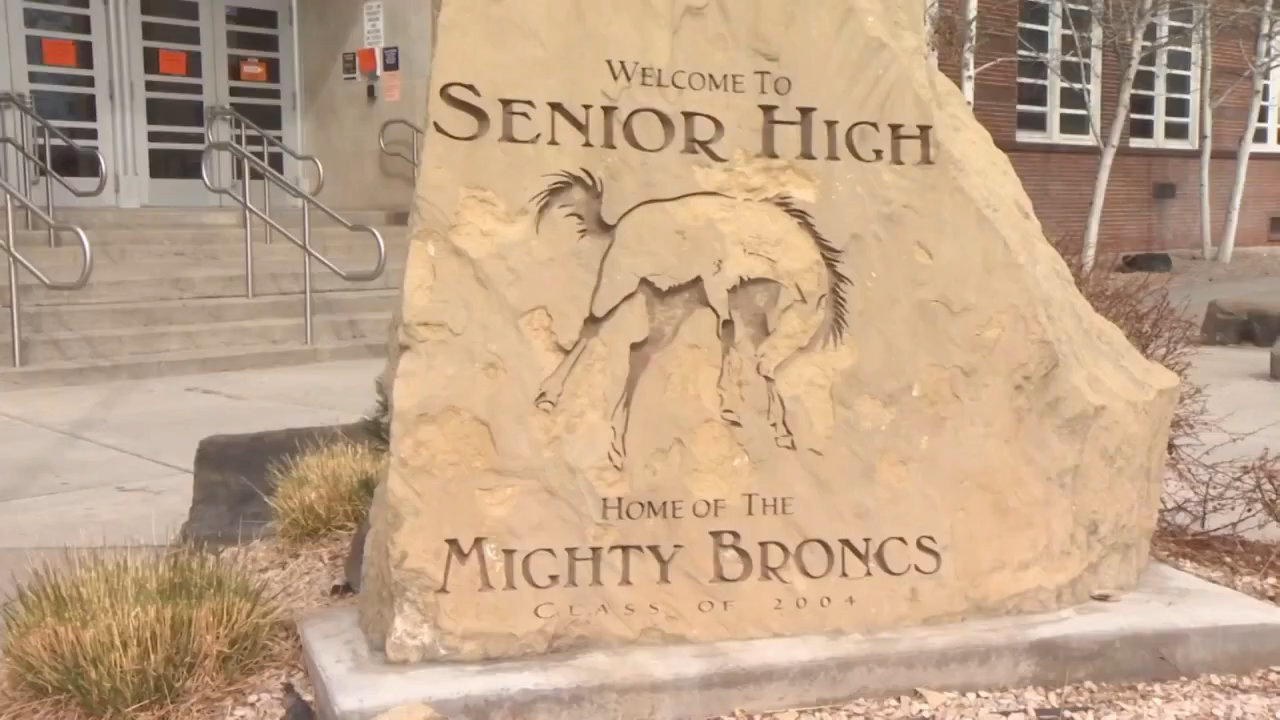 WELCOME TO
SENIOR HIGH
HOME OF THE
MIGHTY BRONCS
CLASS OF 2004